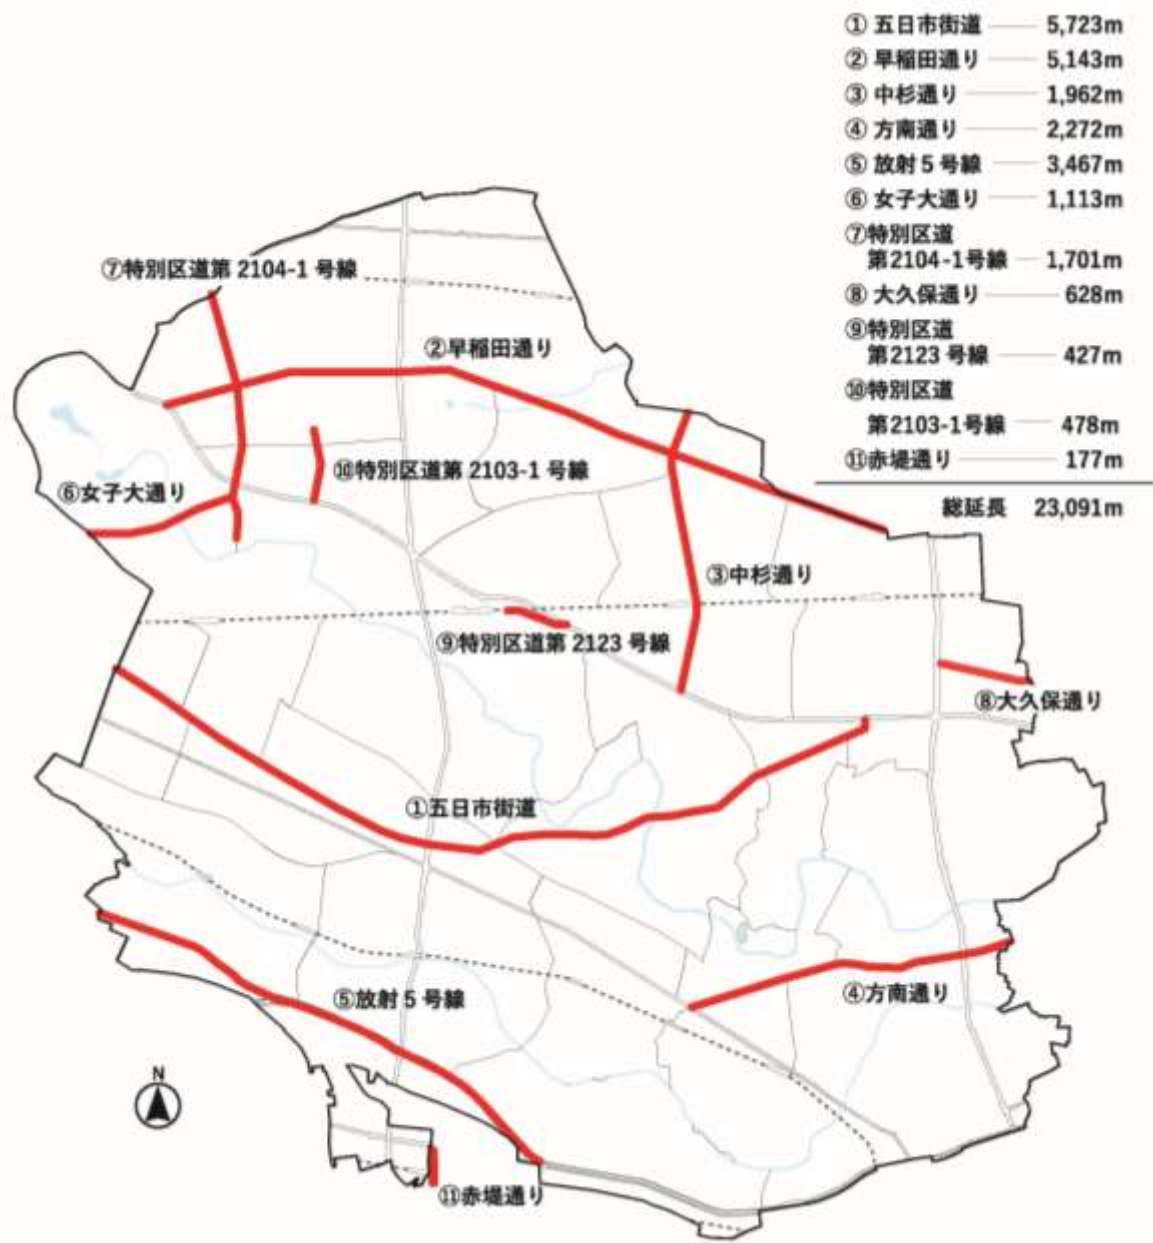 ① 五日市街道 5,723m
② 早稲田通り 5,143m
③ 中杉通り 1,962m
④ 方南通り 2,272m
⑤ 放射５号線 3,467m
⑥ 女子大通り 1,113m
⑦特別区道
第2104-1号線 1,701m
⑧ 大久保通り 628m
⑨特別区道
第2123 号線 427m
⑩特別区道
第2103-1号線 478m
⑪赤堤通り 177m
総延長 23,091m
⑦特別区道第 2104-1 号線
②早稲田通り
⑩特別区道第 2103-1 号線
⑥女子大通り
③中杉通り
⑨特別区道第 2123 号線
⑧大久保通り
①五日市街道
⑤放射５号線
④方南通り
N
⑪赤堤通り